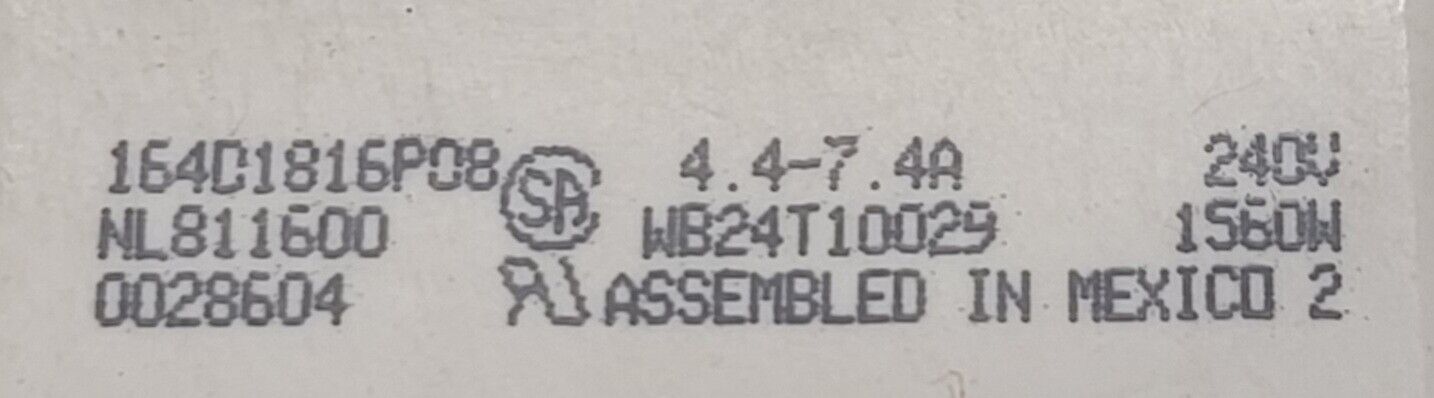 164D1816P08 SA 4.4-7.4A 240V
NL811600 WB24T10029 1560W
0028604 ASSEMBLED IN MEXICO 2